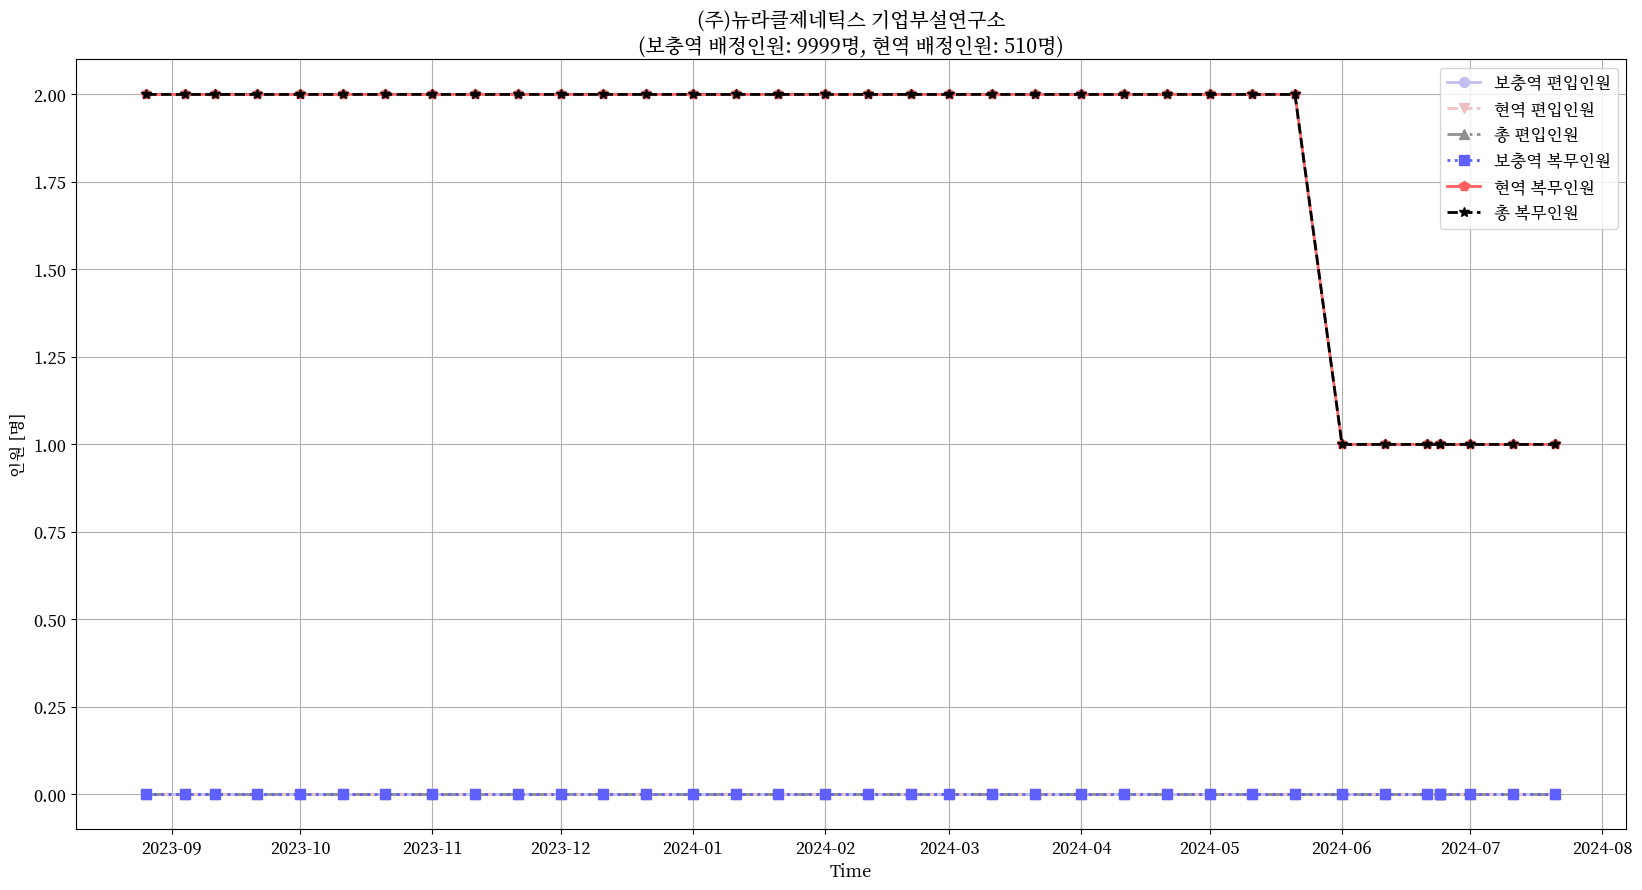 (주)뉴라클제네틱스 기업부설연구소
(보충역 배정인원: 9999명, 현역 배정인원: 510명)
보충역 편입인원
현역 편입인원
총 편입인원
보충역 복무인원
현역 복무인원
총 복무인원
인원 [명]
2.00
1.75
1.50
1.25
1.00
0.75
0.50
0.25
0.00
2023-09 2023-10 2023-11 2023-12 2024-01 2024-02 2024-03 2024-04 2024-05 2024-06 2024-07 2024-08
Time